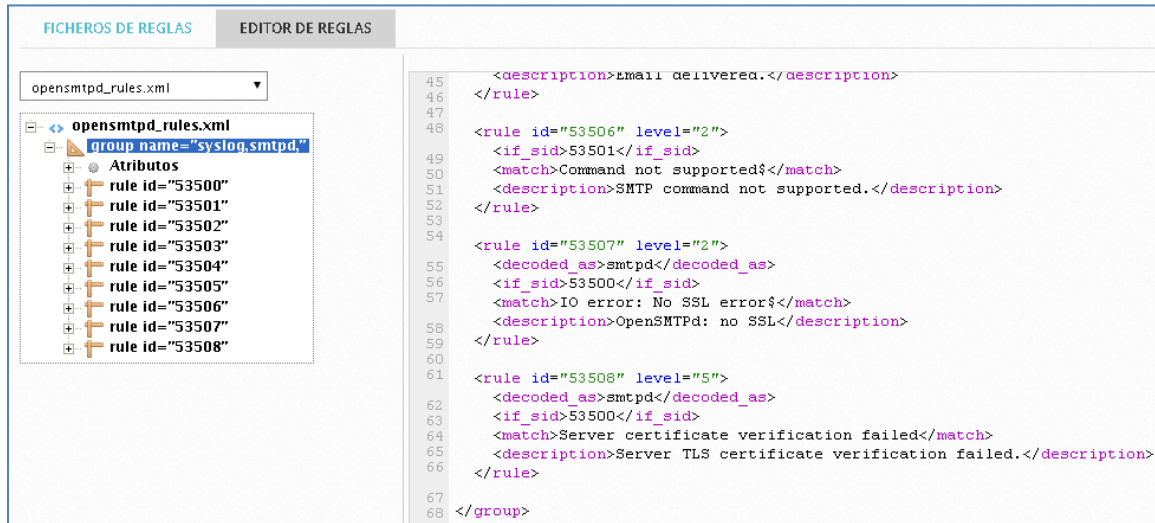 FICHEROS DE REGLAS
EDITOR DE REGLAS
opensmtpd_rules.xml
opensmtpd_rules.xml
group name="syslog,smtpd,"
Atributos
rule id="53500"
rule id="53501"
rule id="53502"
rule id="53503"
rule id="53504"
rule id="53505"
rule id="53506"
rule id="53507"
rule id="53508"
45 <description>Email delivered.</description>
46 </rule>
47
48 <rule id="53506" level="2">
49 <if_sid>53501</if_sid>
50 <match>Command not supported$</match>
51 <description>SMTP command not supported.</description>
52 </rule>
53
54 <rule id="53507" level="2">
55 <decoded_as>smtpd</decoded_as>
56 <if_sid>53500</if_sid>
57 <match>IO error: No SSL error$</match>
58 <description>OpenSMTPd: no SSL</description>
59 </rule>
60
61 <rule id="53508" level="5">
62 <decoded_as>smtpd</decoded_as>
63 <if_sid>53500</if_sid>
64 <match>Server certificate verification failed</match>
65 <description>Server TLS certificate verification failed.</description>
66 </rule>
67
68 </group>